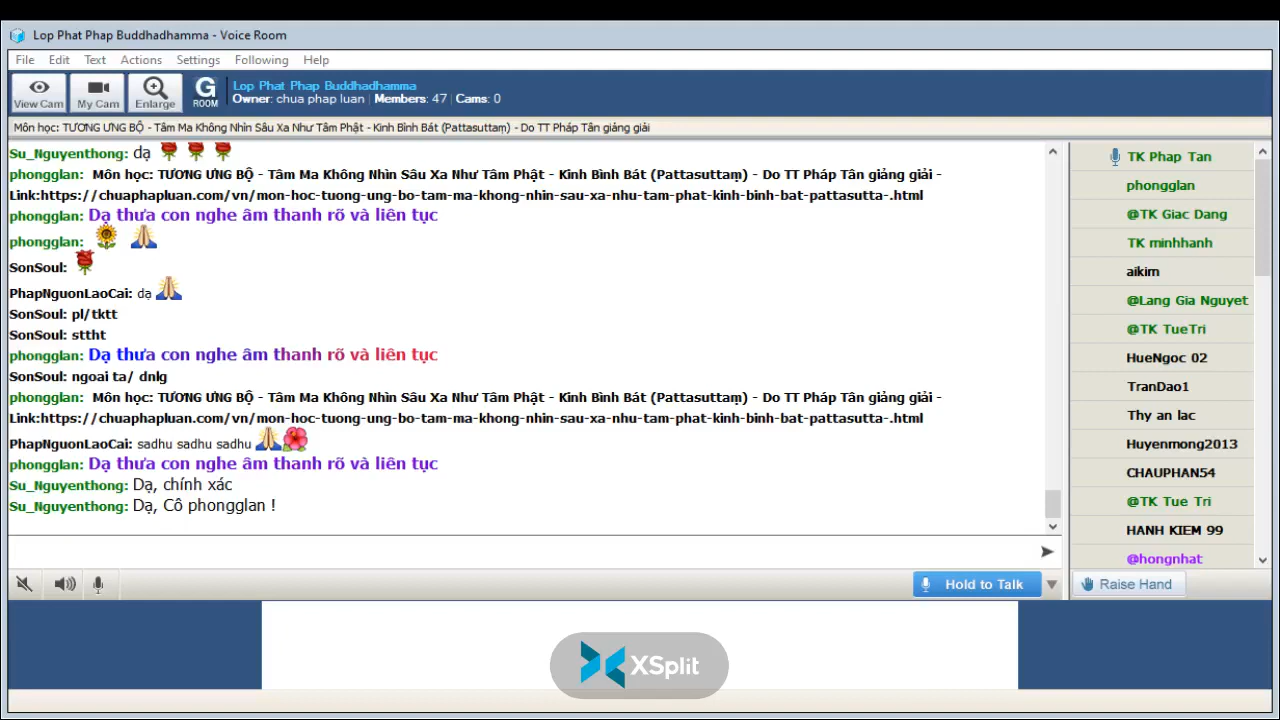 Lop Phat Phap Buddhadhamma - Voice Room
File Edit Text Actions Settings Following Help
View Cam My Cam Enlarge G ROOM
Lop Phat Phap Buddhadhamma
Owner: chua phap luan | Members: 47 | Cams: 0
Môn học: TƯƠNG ƯNG BỘ - Tâm Ma Không Nhìn Sâu Xa Như Tâm Phật - Kinh Bình Bát (Pattasuttaṃ) - Do TT Pháp Tân giảng giải
Su_Nguyenthong: dạ
phongglan: Môn học: TƯƠNG ƯNG BỘ - Tâm Ma Không Nhìn Sâu Xa Như Tâm Phật - Kinh Bình Bát (Pattasuttaṃ) - Do TT Pháp Tân giảng giải -
Link:https://chuaphapluan.com/vn/mon-hoc-tuong-ung-bo-tam-ma-khong-nhin-sau-xa-nhu-tam-phat-kinh-binh-bat-pattasutta-.html
phongglan: Dạ thưa con nghe âm thanh rõ và liên tục
phongglan:
SonSoul:
PhapNguonLaoCai: dạ
SonSoul: pl/tktt
SonSoul: sttht
phongglan: Dạ thưa con nghe âm thanh rõ và liên tục
SonSoul: ngoai ta/ dnlg
phongglan: Môn học: TƯƠNG ƯNG BỘ - Tâm Ma Không Nhìn Sâu Xa Như Tâm Phật - Kinh Bình Bát (Pattasuttaṃ) - Do TT Pháp Tân giảng giải -
Link:https://chuaphapluan.com/vn/mon-hoc-tuong-ung-bo-tam-ma-khong-nhin-sau-xa-nhu-tam-phat-kinh-binh-bat-pattasutta-.html
PhapNguonLaoCai: sadhu sadhu sadhu
phongglan: Dạ thưa con nghe âm thanh rõ và liên tục
Su_Nguyenthong: Dạ, chính xác
Su_Nguyenthong: Dạ, Cô phongglan !
Hold to Talk
TK Phap Tan
phongglan
@TK Giac Dang
TK minhhanh
aikim
@Lang Gia Nguyet
@TK TueTri
HueNgoc 02
TranDao1
Thy an lac
Huyenmong2013
CHAUPHAN54
@TK Tue Tri
HANH KIEM 99
@hongnhat
Raise Hand
XSplit